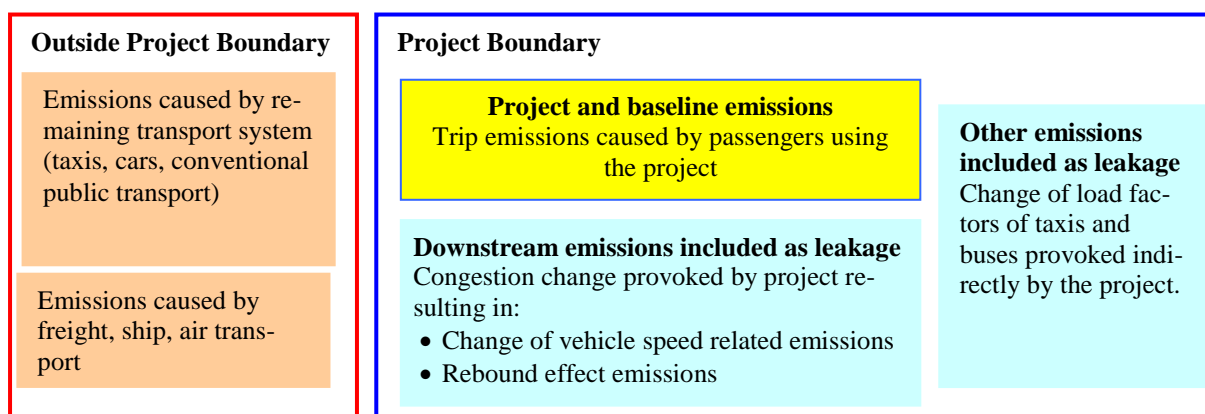 Outside Project Boundary
Emissions caused by re-
maining transport system
(taxis, cars, conventional
public transport)
Emissions caused by
freight, ship, air trans-
port
Project Boundary
Project and baseline emissions
Trip emissions caused by passengers using
the project
Downstream emissions included as leakage
Congestion change provoked by project re-
sulting in:
• Change of vehicle speed related emissions
• Rebound effect emissions
Other emissions
included as leakage
Change of load fac-
tors of taxis and
buses provoked indi-
rectly by the project.